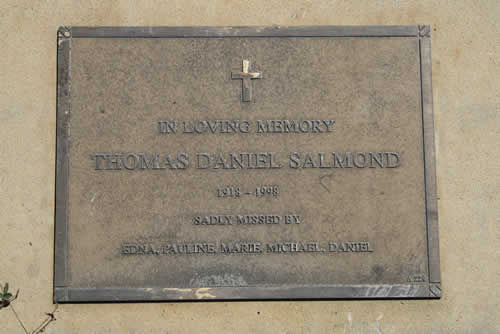 IN LOVING MEMORY
THOMAS DANIEL SALMOND
1918 - 1998
SADLY MISSED BY
EDNA, PAULINE, MARIE, MICHAEL, DANIEL